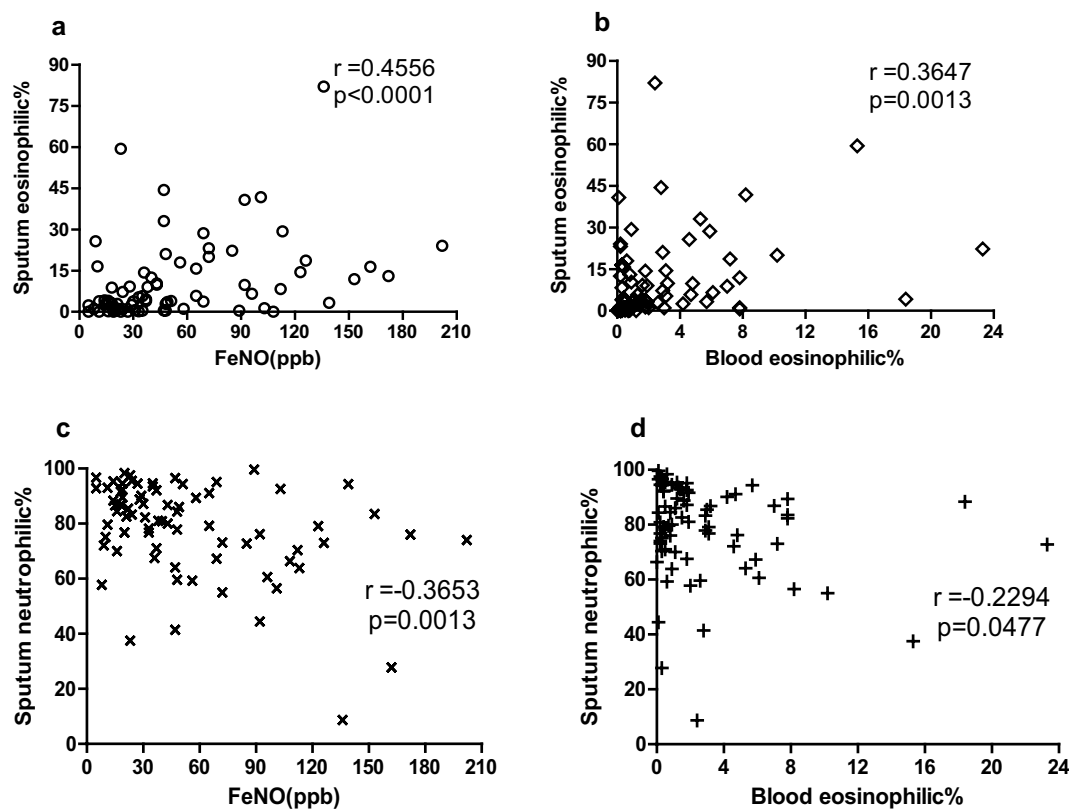 a
r =0.4556
p<0.0001
Sputum eosinophilic%
90
75
60
45
30
15
0
0 30 60 90 120 150 180 210
FeNO(ppb)
b
r =0.3647
p=0.0013
Sputum eosinophilic%
90
75
60
45
30
15
0
0 4 8 12 16 20 24
Blood eosinophilic%
c
Sputum neutrophilic%
100
80
60
40
20
0
r =-0.3653
p=0.0013
0 30 60 90 120 150 180 210
FeNO(ppb)
d
Sputum neutrophilic%
100
80
60
40
20
0
r =-0.2294
p=0.0477
0 4 8 12 16 20 24
Blood eosinophilic%